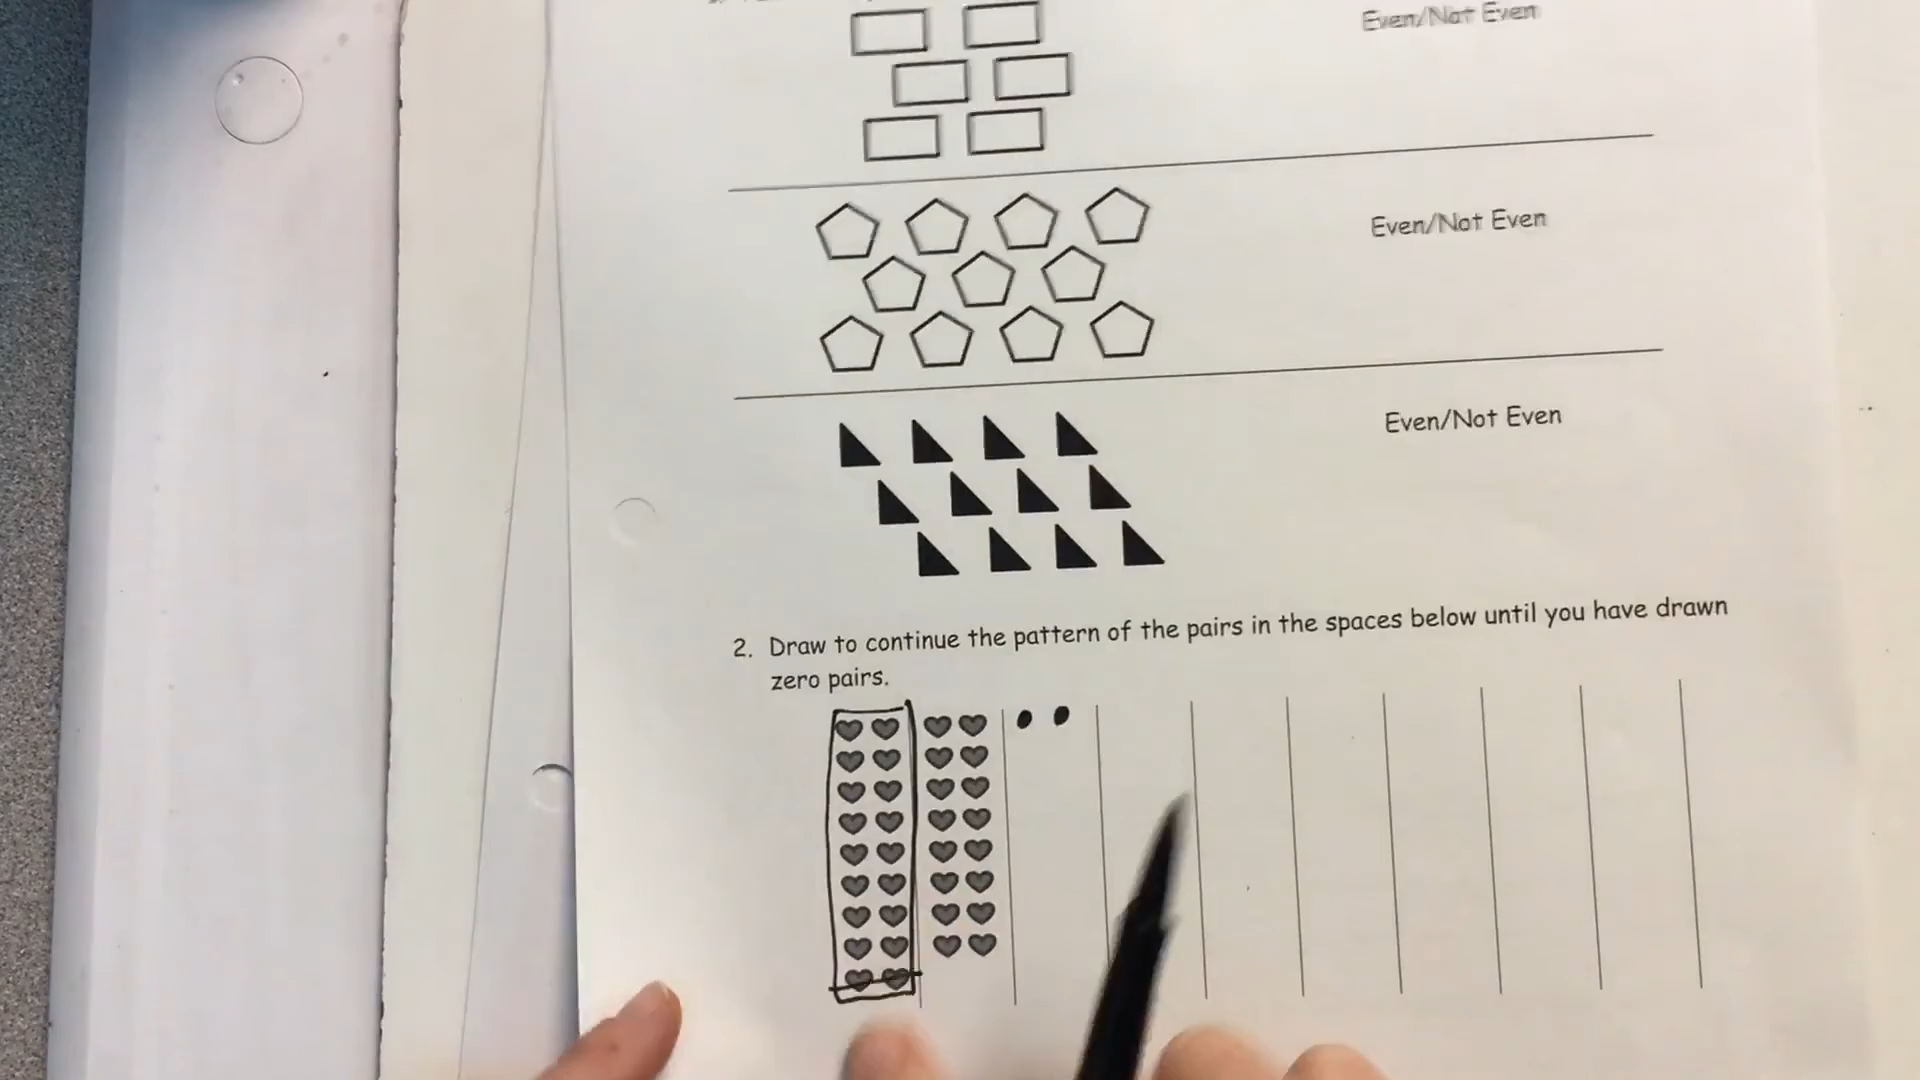 Even/Not Even
Even/Not Even
Even/Not Even
2. Draw to continue the pattern of the pairs in the spaces below until you have drawn
zero pairs.